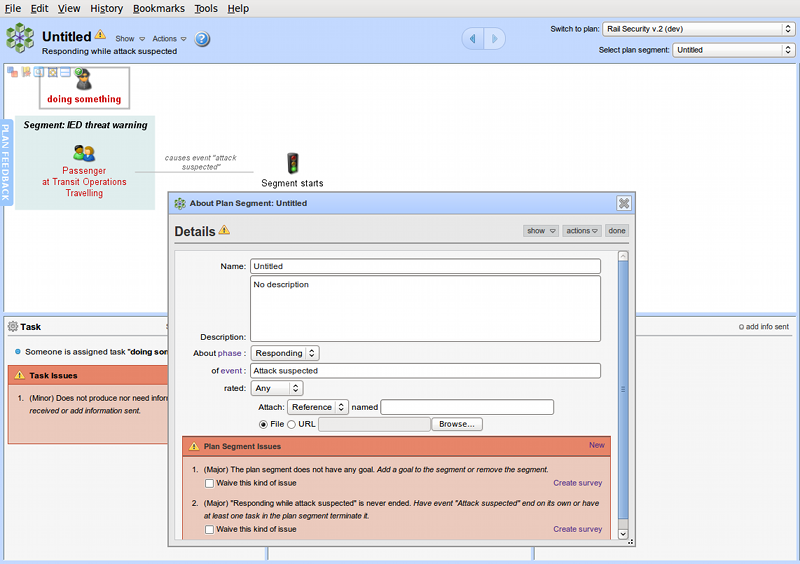 File Edit View History Bookmarks Tools Help
Untitled Show Actions ?
Responding while attack suspected
Switch to plan: Rail Security v.2 (dev)
Select plan segment: Untitled
PLAN FEEDBACK
doing something
Segment: IED threat warning
Passenger
at Transit Operations
Travelling
causes event "attack
suspected"
Segment starts
About Plan Segment: Untitled
Details show actions done
Name: Untitled
No description
Description:
About phase : Responding
of event : Attack suspected
rated: Any
Attach: Reference named
File URL Browse...
Plan Segment Issues New
1. (Major) The plan segment does not have any goal. Add a goal to the segment or remove the segment.
Waive this kind of issue Create survey
2. (Major) "Responding while attack suspected" is never ended. Have event "Attack suspected" end on its own or have
at least one task in the plan segment terminate it.
Waive this kind of issue Create survey
Task
add info sent
Someone is assigned task "doing som
Task Issues
1. (Minor) Does not produce nor need inform
received or add information sent.